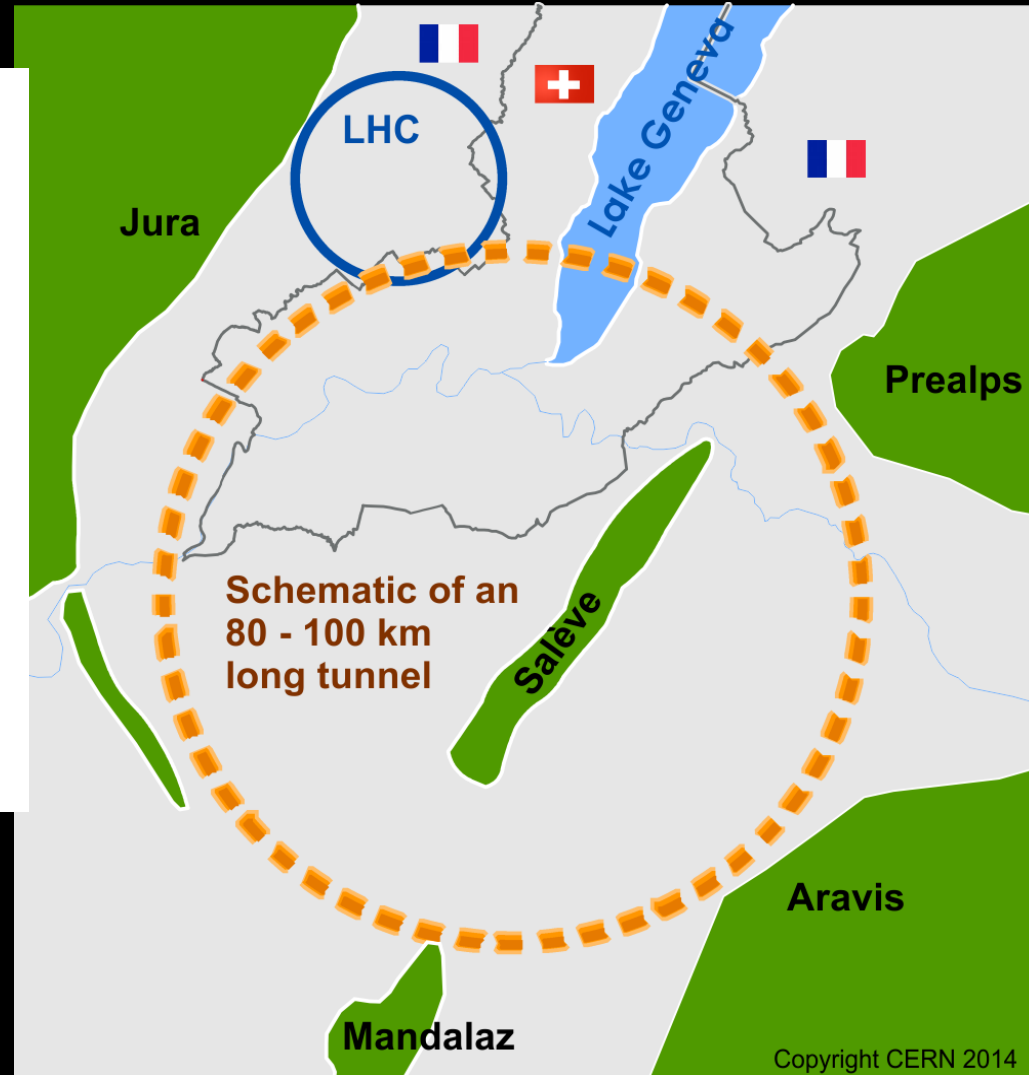 LHC
Lake Geneva
Jura
Prealps
Schematic of an
80 - 100 km
long tunnel
Salève
Aravis
Mandalaz
Copyright CERN 2014